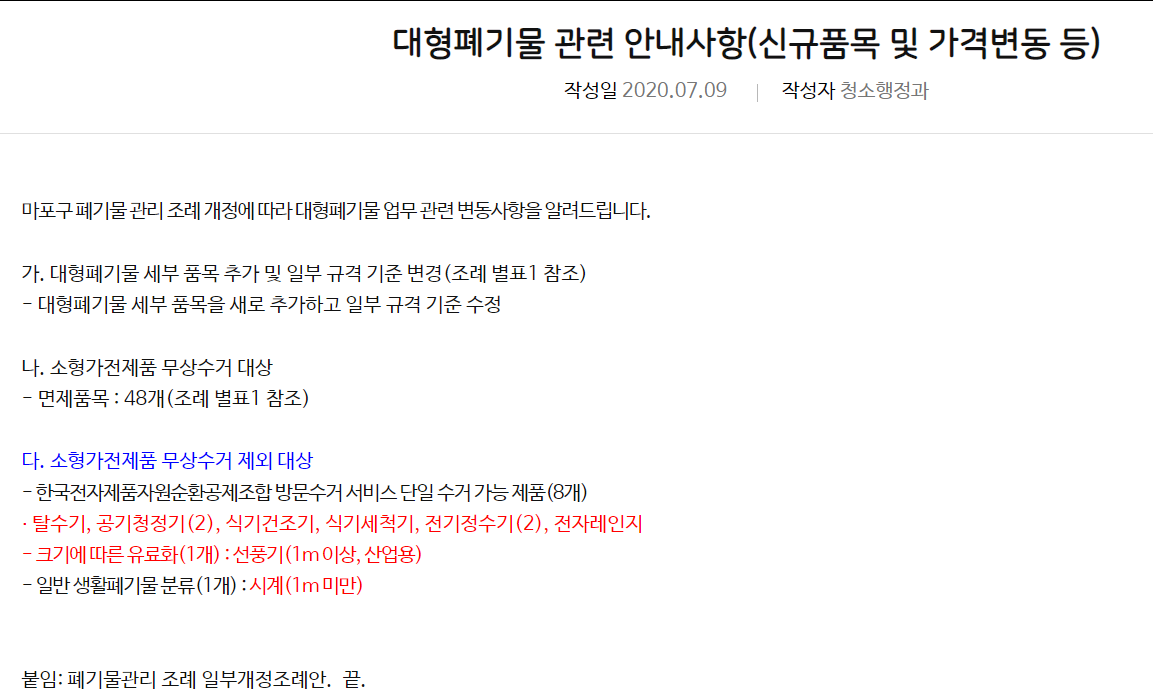 대형폐기물 관련 안내사항(신규품목 및 가격변동 등)
작성일 2020.07.09 | 작성자 청소행정과
마포구 폐기물 관리 조례 개정에 따라 대형폐기물 업무 관련 변동사항을 알려드립니다.
가. 대형폐기물 세부 품목 추가 및 일부 규격 기준 변경(조례 별표1 참조)
- 대형폐기물 세부 품목을 새로 추가하고 일부 규격 기준 수정
나. 소형가전제품 무상수거 대상
- 면제품목 : 48개(조례 별표1 참조)
다. 소형가전제품 무상수거 제외 대상
- 한국전자제품자원순환공제조합 방문수거 서비스 단일 수거 가능 제품(8개)
· 탈수기, 공기청정기(2), 식기건조기, 식기세척기, 전기정수기(2), 전자레인지
- 크기에 따른 유료화(1개) : 선풍기(1m 이상, 산업용)
- 일반 생활폐기물 분류(1개) : 시계(1m 미만)
붙임: 폐기물관리 조례 일부개정조례안. 끝.